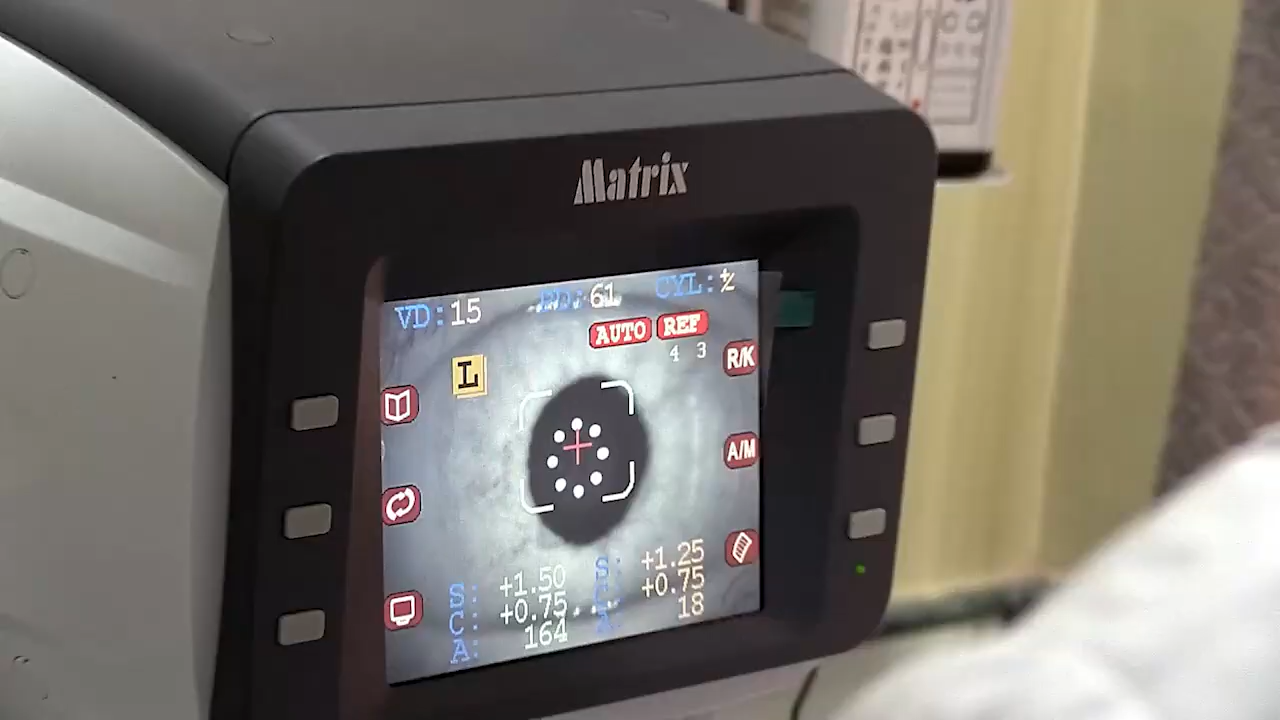 Matrix
VD:15 PD:61 CYL:±
AUTO REF
4 3
L
R/K
A/M
S: +1.50 S: +1.25
C: +0.75 C: +0.75
A: 164 A: 18